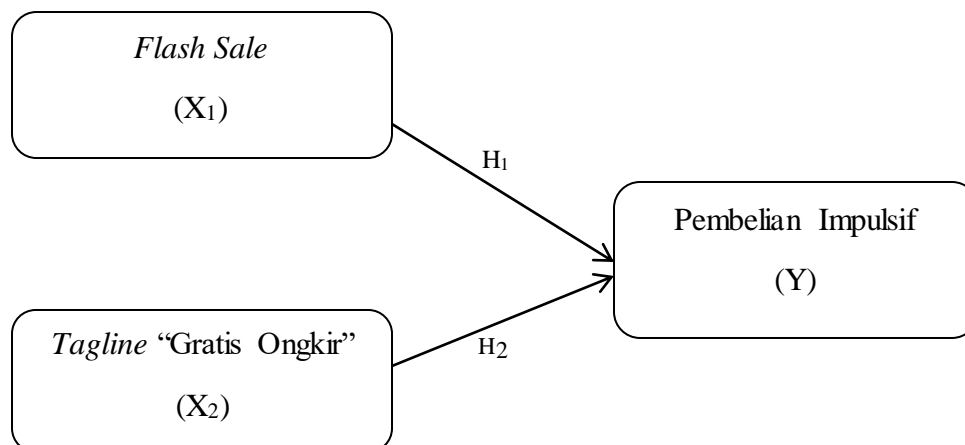 Flash Sale
(X₁)
H₁
Pembelian Impulsif
(Y)
Tagline “Gratis Ongkir”
(X₂)
H₂